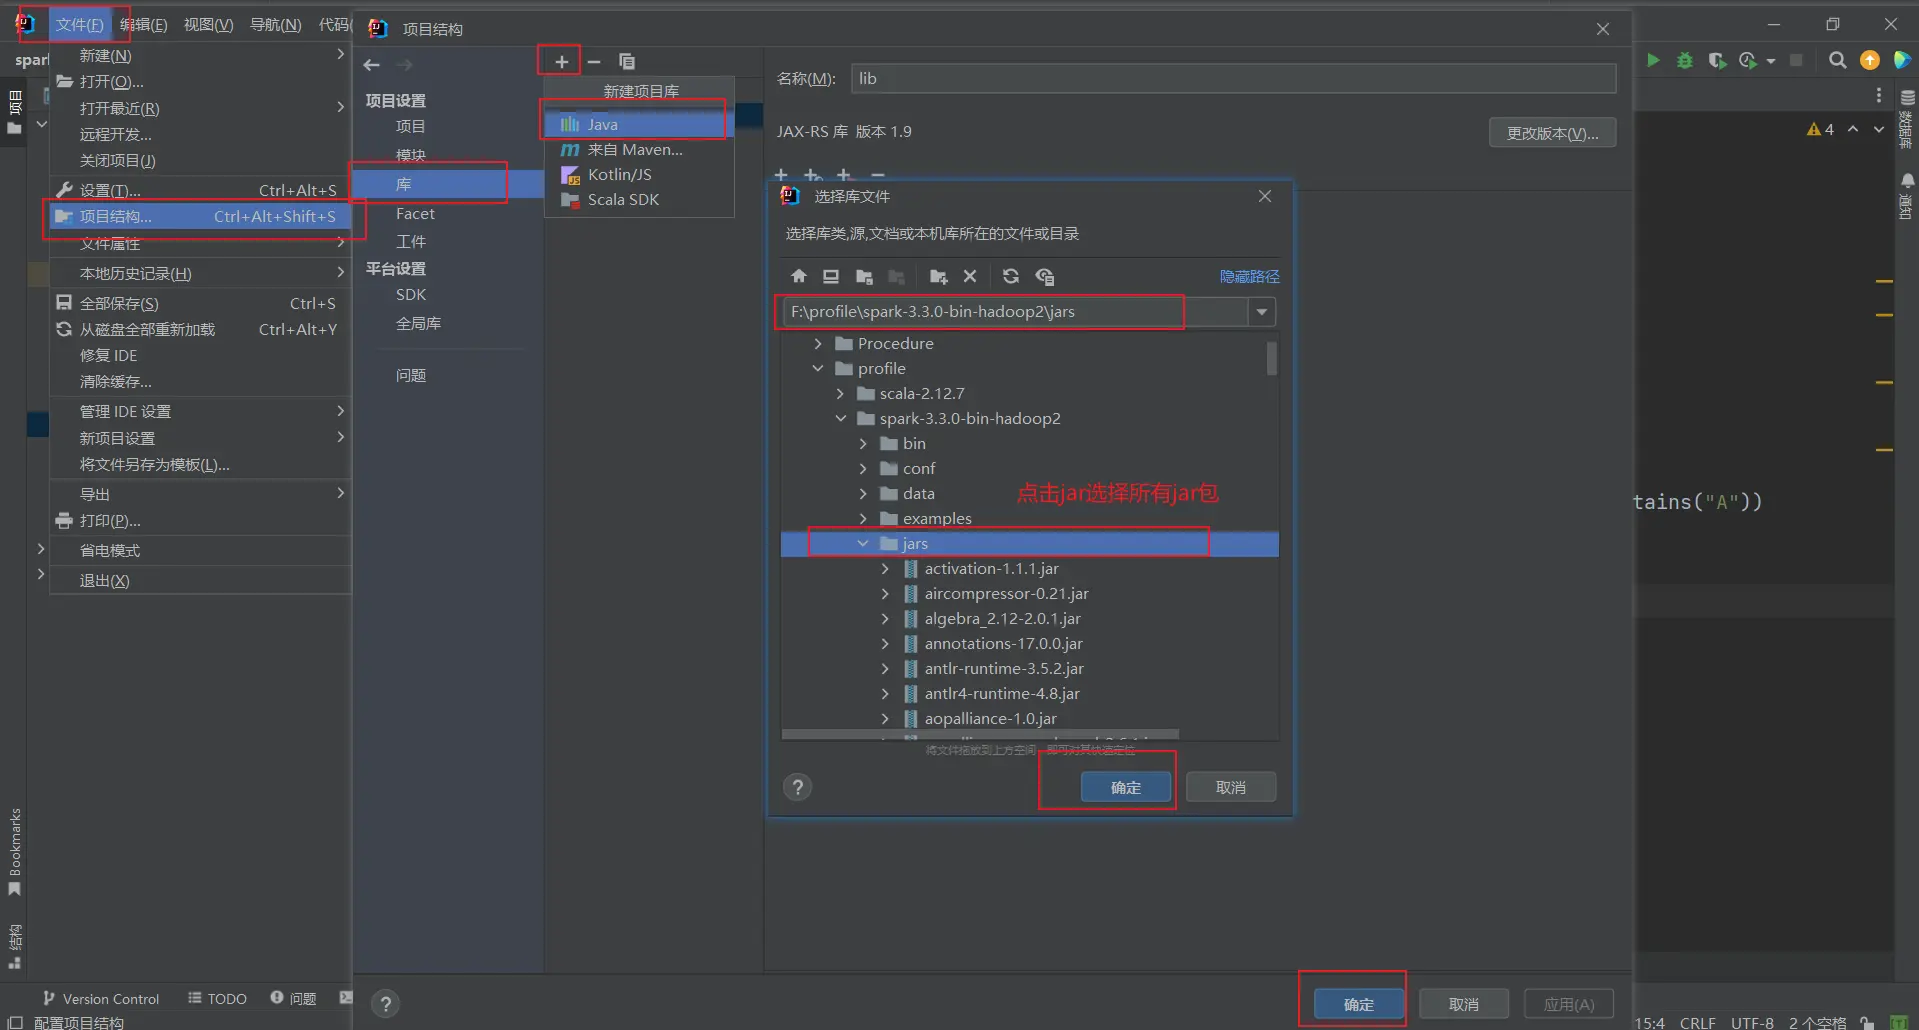 文件(F) 编辑(E) 视图(V) 导航(N) 代码(
新建(N)
打开(O)...
打开最近(R)
远程开发...
关闭项目(J)
设置(T)... Ctrl+Alt+S
项目结构... Ctrl+Alt+Shift+S
文件属性
本地历史记录(H)
全部保存(S) Ctrl+S
从磁盘全部重新加载 Ctrl+Alt+Y
修复 IDE
清除缓存...
管理 IDE 设置
新项目设置
将文件另存为模板(L)...
导出
打印(P)...
省电模式
退出(X)
项目
Bookmarks
结构
项目结构
项目设置
项目
模块
库
Facet
工件
平台设置
SDK
全局库
问题
新建项目库
Java
来自 Maven...
Kotlin/JS
Scala SDK
名称(M): lib
JAX-RS 库 版本 1.9
更改版本(V)...
选择库文件
选择库类,源,文档或本机库所在的文件或目录
隐藏路径
F:\profile\spark-3.3.0-bin-hadoop2\jars
Procedure
profile
scala-2.12.7
spark-3.3.0-bin-hadoop2
bin
conf
data
examples
点击jar选择所有jar包
jars
activation-1.1.1.jar
aircompressor-0.21.jar
algebra_2.12-2.0.1.jar
annotations-17.0.0.jar
antlr-runtime-3.5.2.jar
antlr4-runtime-4.8.jar
aopalliance-1.0.jar
将文件拖放到上方空间，即可对其快速定位
? 确定 取消
? 确定 取消 应用(A)
4
数据库
通知
tains("A"))
Version Control TODO 问题
配置项目结构
15:4 CRLF UTF-8 2 个空格